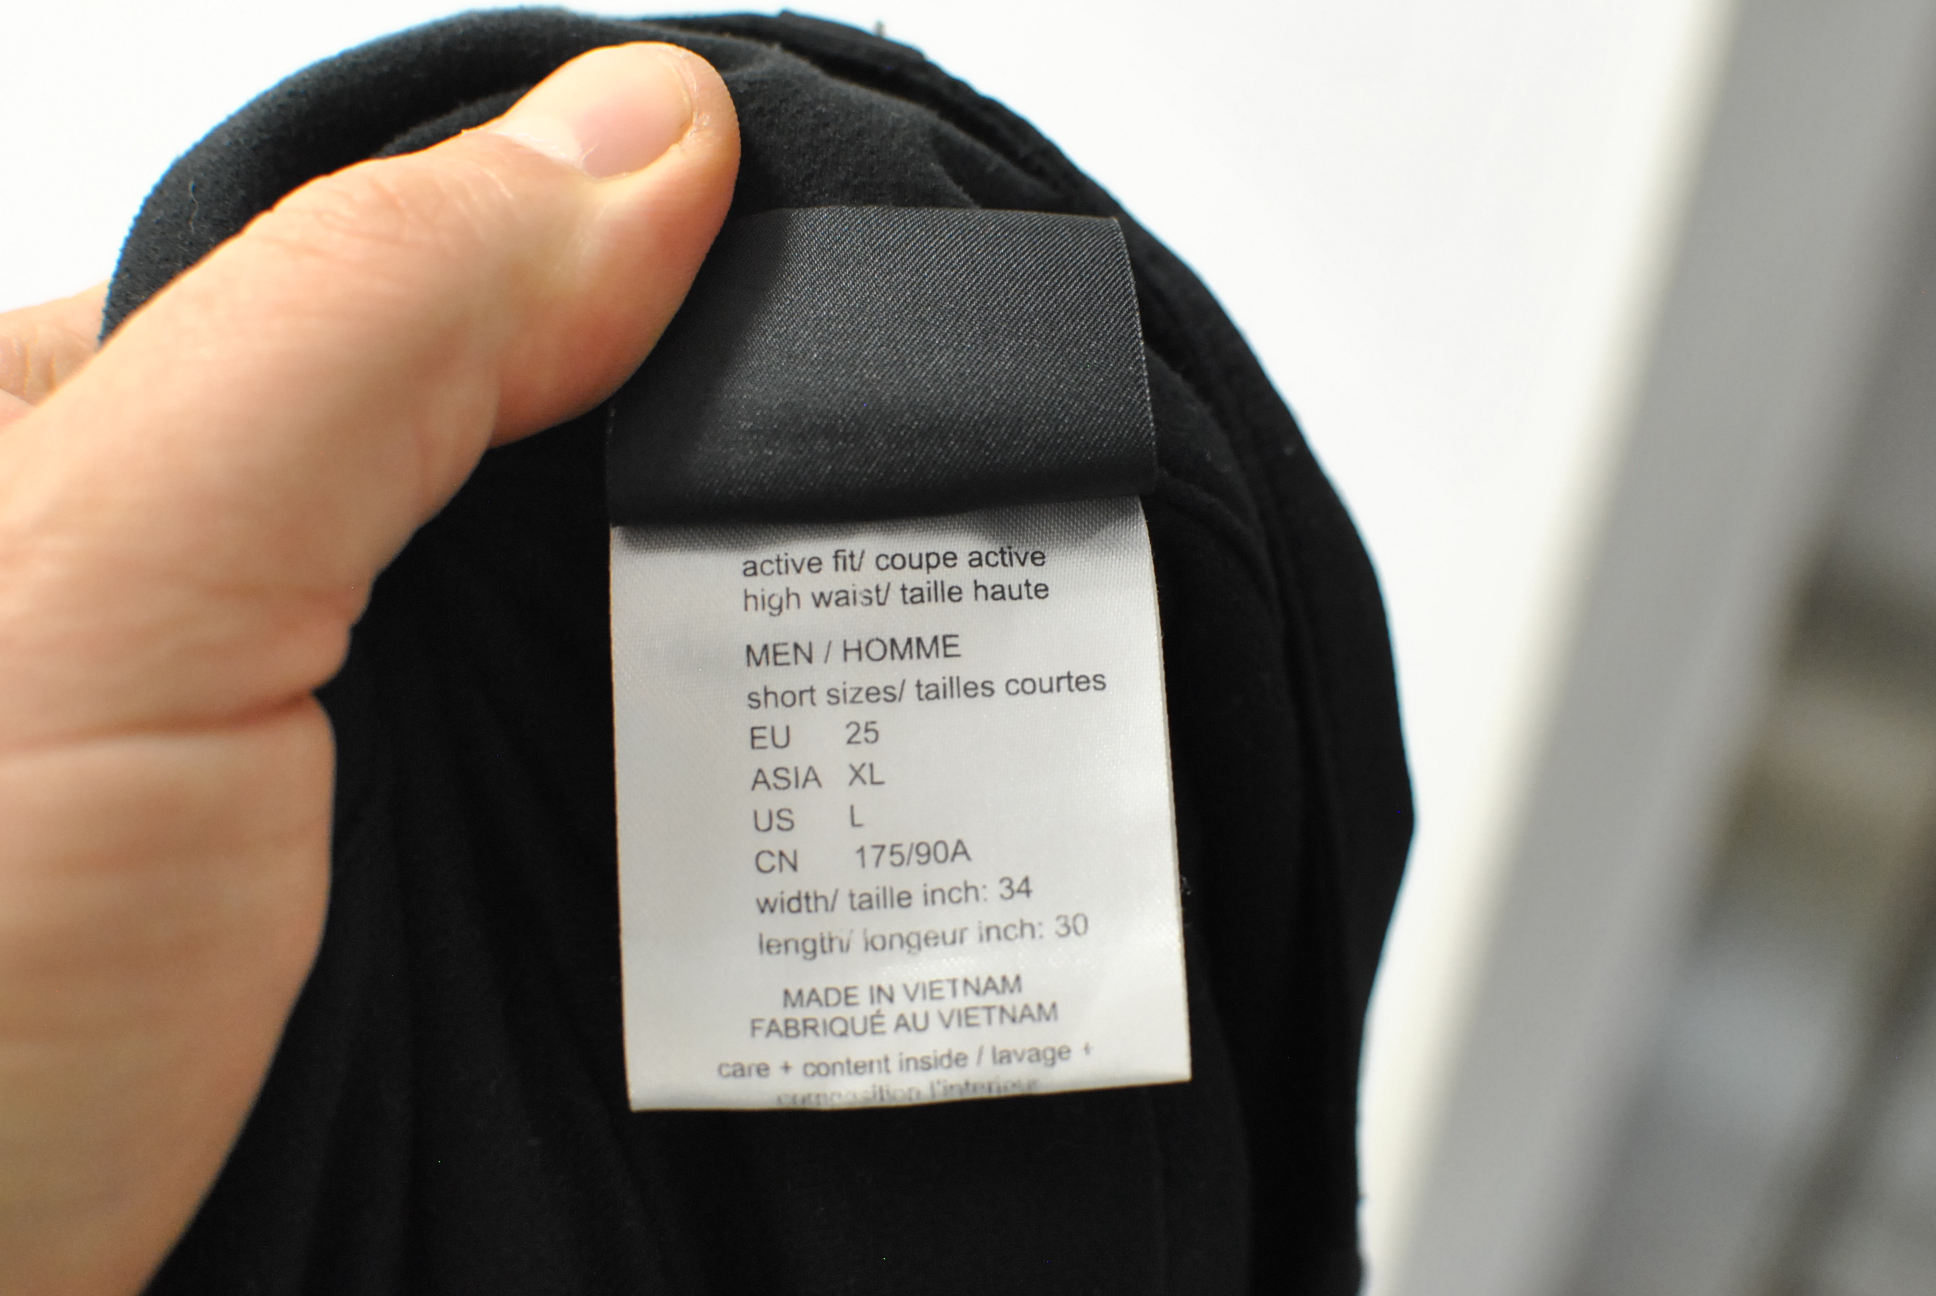 active fit/ coupe active
high waist/ taille haute
MEN / HOMME
short sizes/ tailles courtes
EU 25
ASIA XL
US L
CN 175/90A
width/ taille inch: 34
length/ longeur inch: 30
MADE IN VIETNAM
FABRIQUÉ AU VIETNAM
care + content inside / lavage +
composition l'interieur